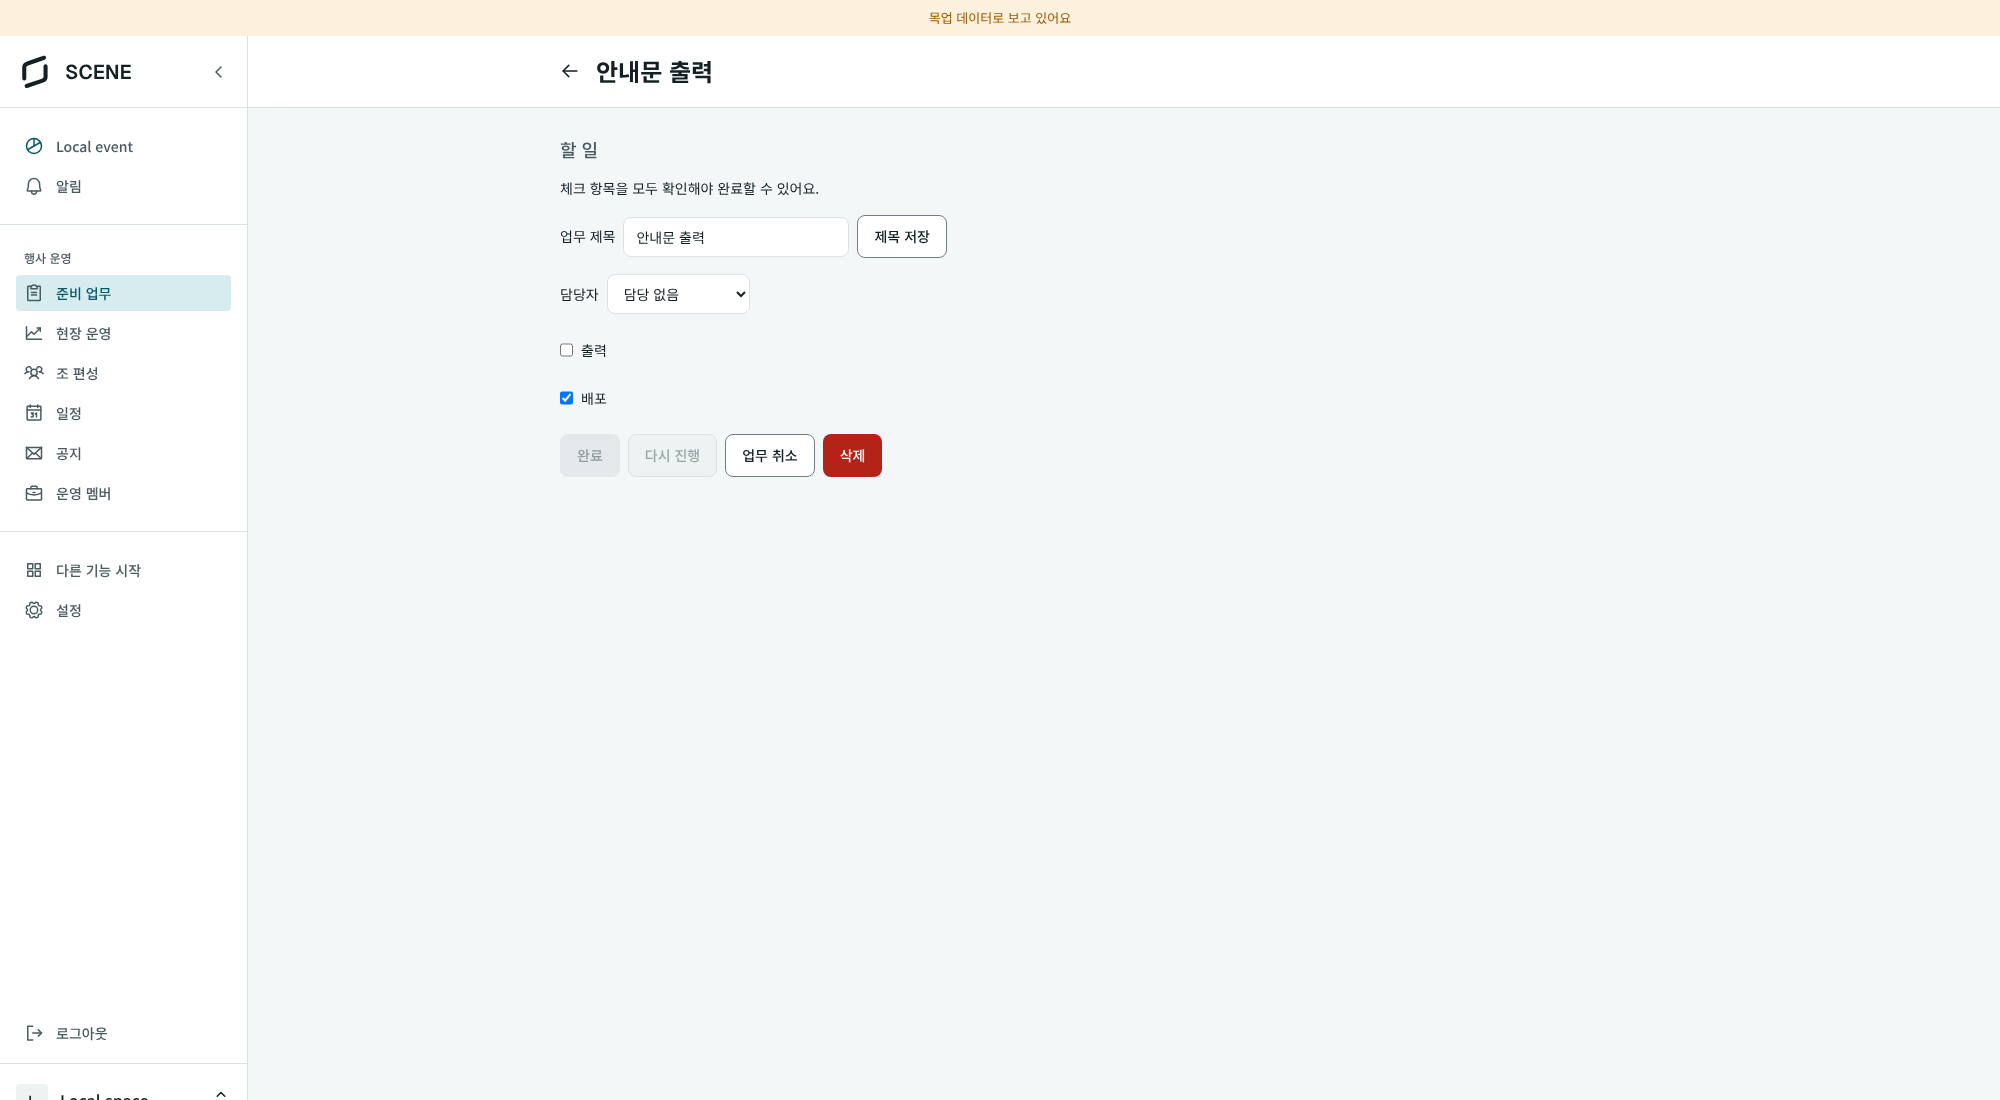 목업 데이터로 보고 있어요
SCENE
안내문 출력
Local event
알림
행사 운영
준비 업무
현장 운영
조 편성
일정
31
공지
운영 멤버
다른 기능 시작
설정
로그아웃
Local space
할 일
체크 항목을 모두 확인해야 완료할 수 있어요.
업무 제목 안내문 출력 제목 저장
담당자 담당 없음
출력
배포
완료 다시 진행 업무 취소 삭제